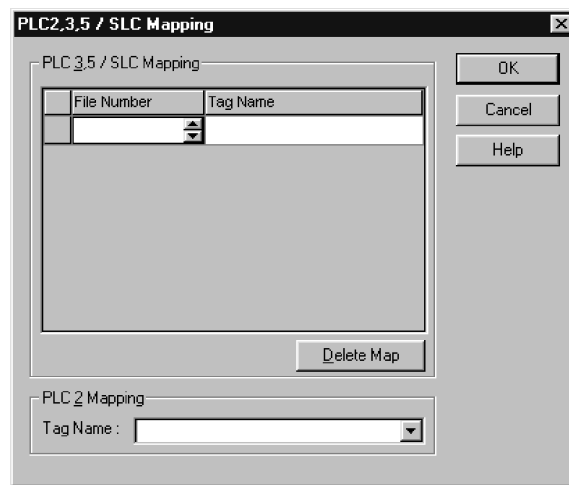 PLC2,3,5 / SLC Mapping
PLC 3,5 / SLC Mapping
File Number Tag Name
OK
Cancel
Help
Delete Map
PLC 2 Mapping
Tag Name :